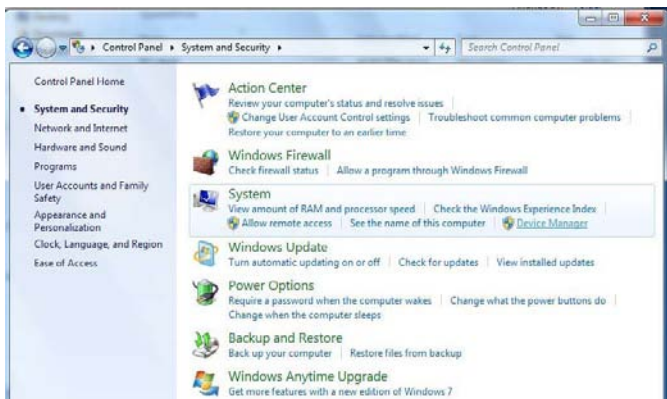 Control Panel ▸ System and Security ▸
Search Control Panel
Control Panel Home
System and Security
Network and Internet
Hardware and Sound
Programs
User Accounts and Family
Safety
Appearance and
Personalization
Clock, Language, and Region
Ease of Access
Action Center
Review your computer's status and resolve issues
Change User Account Control settings | Troubleshoot common computer problems
Restore your computer to an earlier time
Windows Firewall
Check firewall status | Allow a program through Windows Firewall
System
View amount of RAM and processor speed | Check the Windows Experience Index
Allow remote access | See the name of this computer | Device Manager
Windows Update
Turn automatic updating on or off | Check for updates | View installed updates
Power Options
Require a password when the computer wakes | Change what the power buttons do
Change when the computer sleeps
Backup and Restore
Back up your computer | Restore files from backup
Windows Anytime Upgrade
Get more features with a new edition of Windows 7